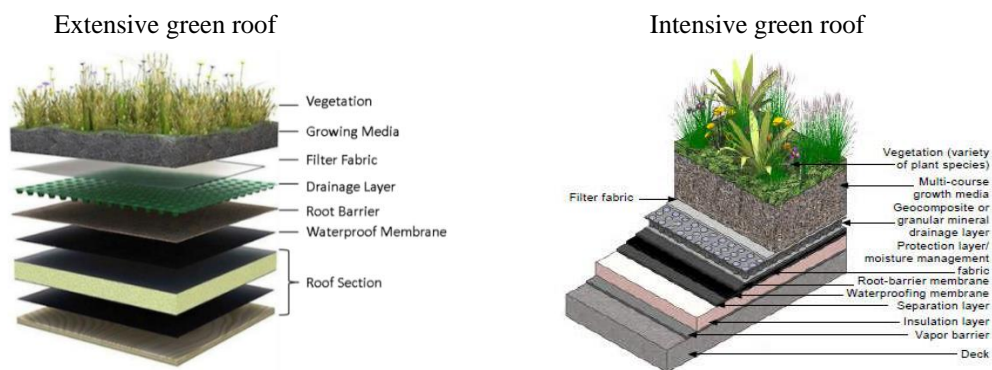 Extensive green roof
Vegetation
Growing Media
Filter Fabric
Drainage Layer
Root Barrier
Waterproof Membrane
Roof Section
Intensive green roof
Filter fabric
Vegetation (variety
of plant species)
Multi-course
growth media
Geocomposite or
granular mineral
drainage layer
Protection layer/
moisture management
fabric
Root-barrier membrane
Waterproofing membrane
Separation layer
Insulation layer
Vapor barrier
Deck